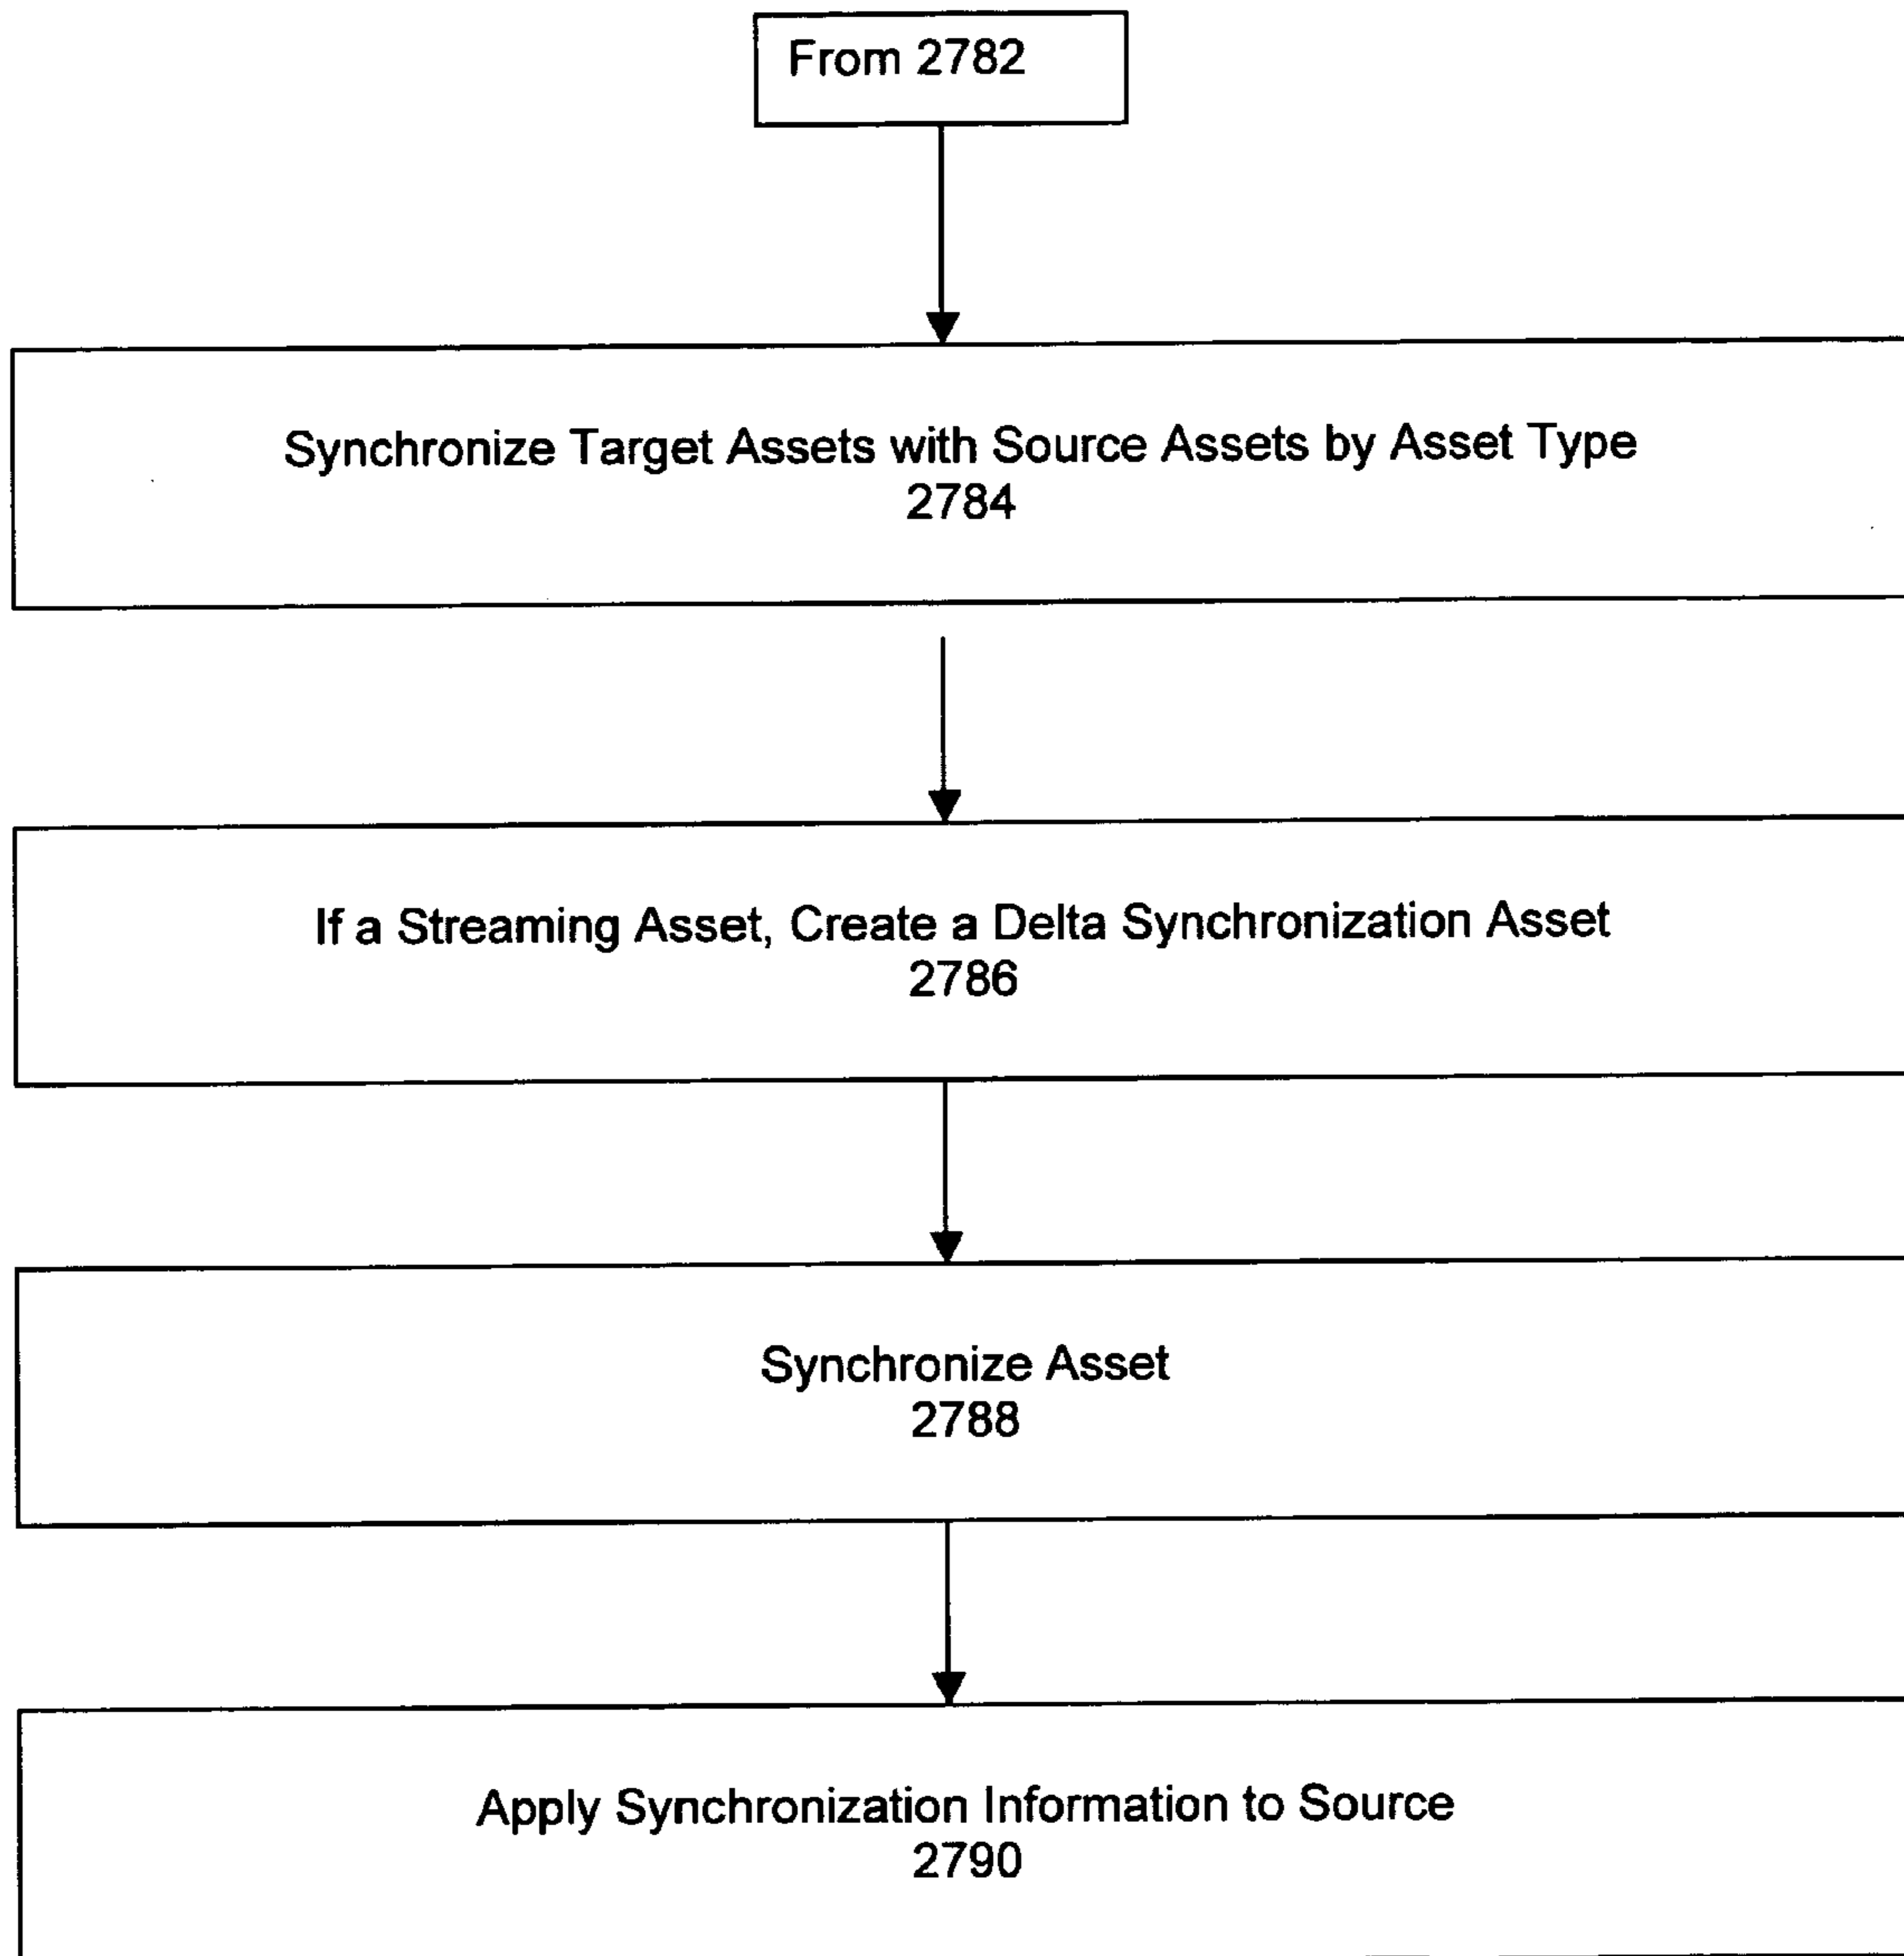 From 2782
Synchronize Target Assets with Source Assets by Asset Type
2784
If a Streaming Asset, Create a Delta Synchronization Asset
2786
Synchronize Asset
2788
Apply Synchronization Information to Source
2790